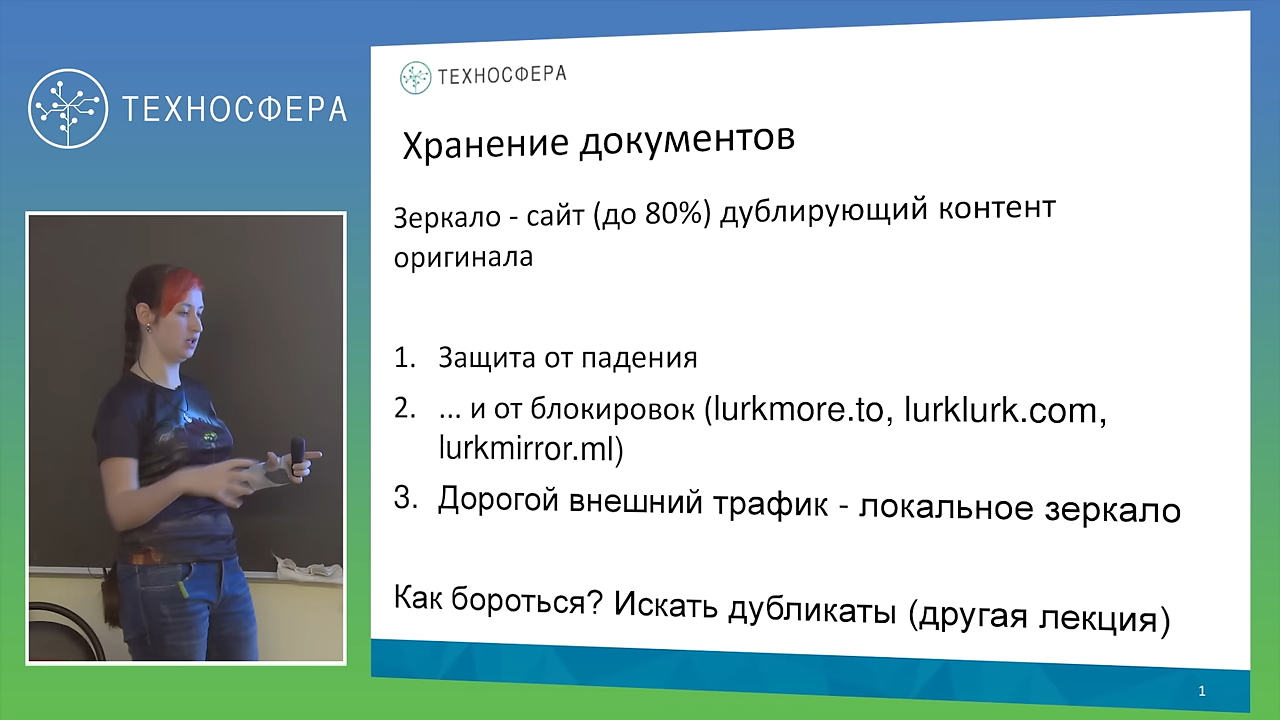 ТЕХНОСФЕРА
ТЕХНОСФЕРА
Хранение документов
Зеркало - сайт (до 80%) дублирующий контент
оригинала
1. Защита от падения
2. ... и от блокировок (lurkmore.to, lurklurk.com,
lurkmirror.ml)
3. Дорогой внешний трафик - локальное зеркало
Как бороться? Искать дубликаты (другая лекция)
1